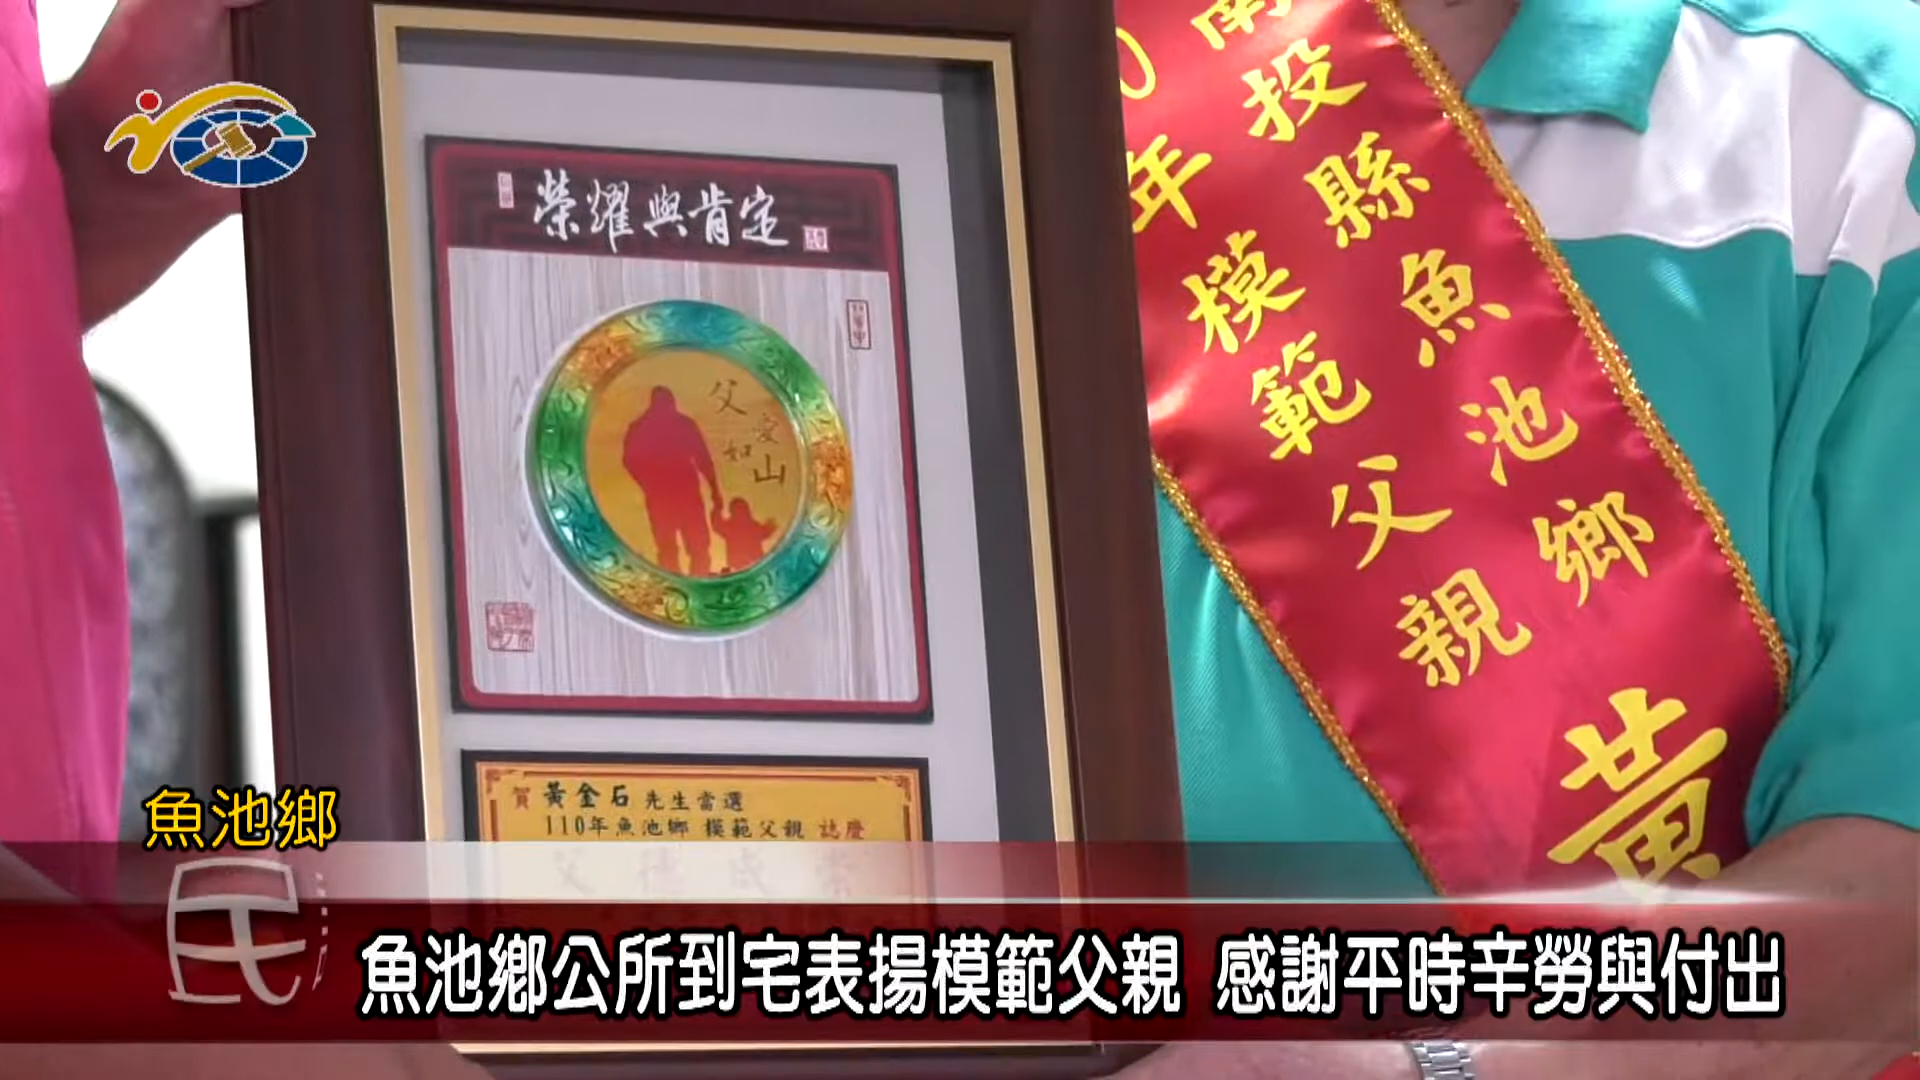 榮耀與肯定
父
愛
如
山
賀 黃金石 先生當選
110年魚池鄉 模範父親 誌慶
南投縣魚池鄉
0年模範父親
黃
魚池鄉
民
魚池鄉公所到宅表揚模範父親 感謝平時辛勞與付出